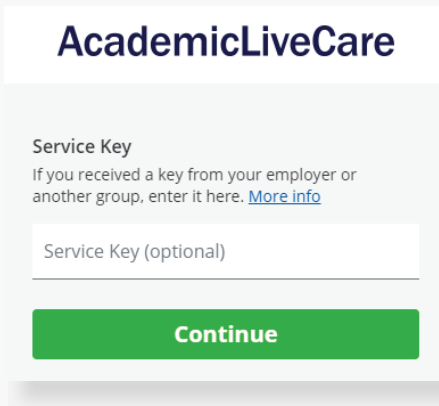 AcademicLiveCare
Service Key
If you received a key from your employer or
another group, enter it here. More info
Service Key (optional)
Continue